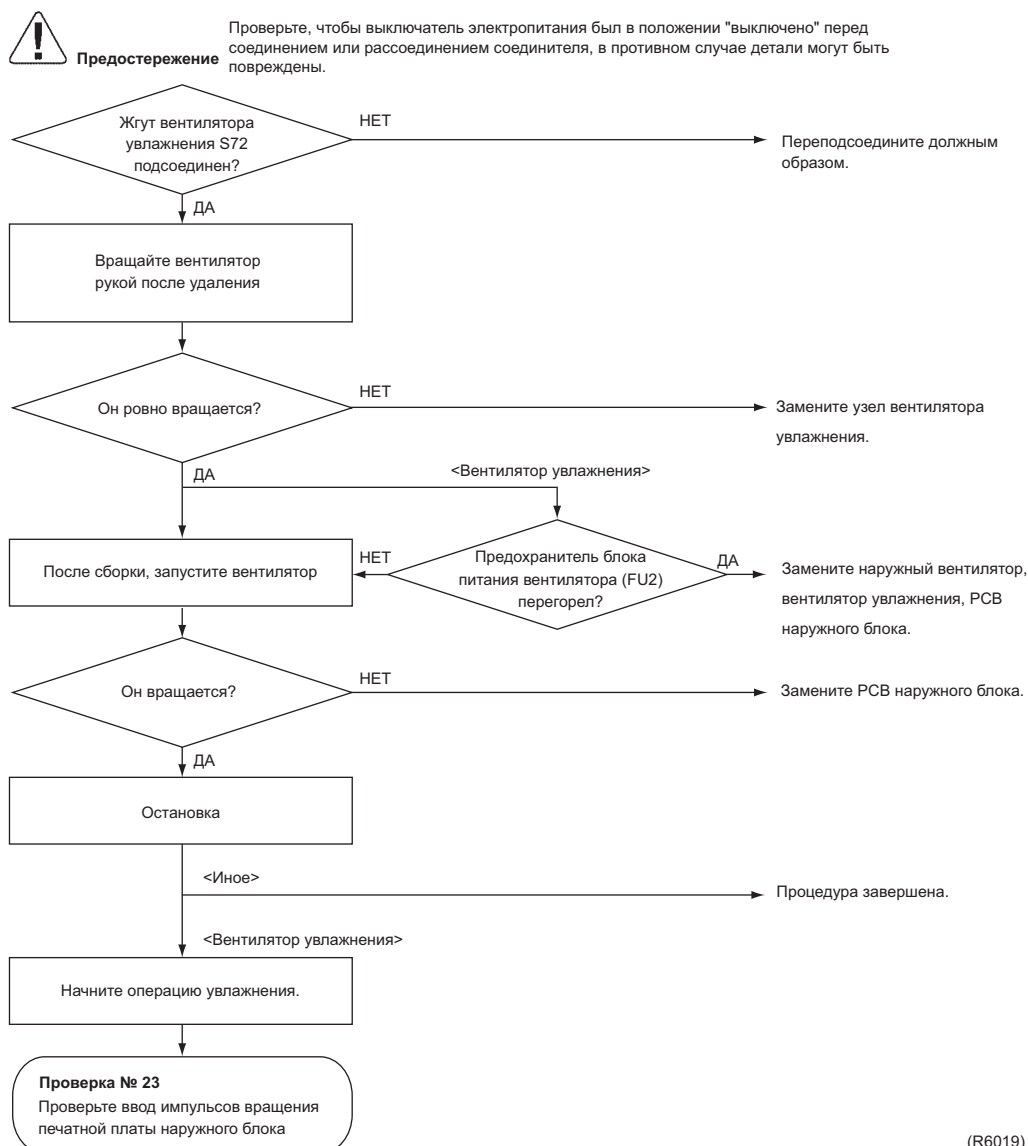 Проверьте, чтобы выключатель электропитания был в положении "выключено" перед
соединением или рассоединением соединителя, в противном случае детали могут быть
повреждены.
Предостережение
Жгут вентилятора
увлажнения S72
подсоединен?
НЕТ
Переподсоедините должным
образом.
ДА
Вращайте вентилятор
рукой после удаления
Он ровно вращается?
НЕТ
Замените узел вентилятора
увлажнения.
ДА
<Вентилятор увлажнения>
После сборки, запустите вентилятор
НЕТ
Предохранитель блока
питания вентилятора (FU2)
перегорел?
ДА
Замените наружный вентилятор,
вентилятор увлажнения, PCB
наружного блока.
Он вращается?
НЕТ
Замените PCB наружного блока.
ДА
Остановка
<Иное>
Процедура завершена.
<Вентилятор увлажнения>
Начните операцию увлажнения.
Проверка № 23
Проверьте ввод импульсов вращения
печатной платы наружного блока
(R6019)